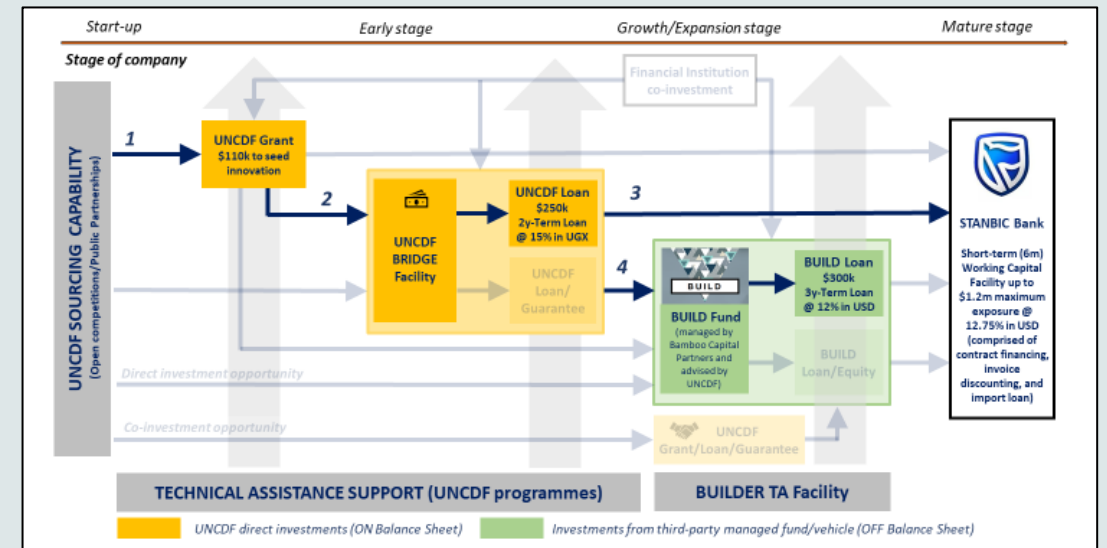 Start-up
Early stage
Growth/Expansion stage
Mature stage
Stage of company
UNCDF SOURCING CAPABILITY
(Open competitions/Public Partnerships)
1
UNCDF Grant
$110k to seed
innovation
Financial Institution
co-investment
2
UNCDF
BRIDGE
Facility
UNCDF Loan
$250k
2y-Term Loan
@ 15% in UGX
UNCDF
Loan/
Guarantee
3
4
BUILD
BUILD Fund
(managed by
Bamboo Capital
Partners and
advised by
UNCDF)
BUILD Loan
$300k
3y-Term Loan
@ 12% in USD
BUILD
Loan/Equity
STANBIC Bank
Short-term (6m)
Working Capital
Facility up to
$1.2m maximum
exposure @
12.75% in USD
(comprised of
contract financing,
invoice
discounting, and
import loan)
Direct investment opportunity
Co-investment opportunity
UNCDF
Grant/Loan/Guarantee
TECHNICAL ASSISTANCE SUPPORT (UNCDF programmes)
BUILDER TA Facility
UNCDF direct investments (ON Balance Sheet)
Investments from third-party managed fund/vehicle (OFF Balance Sheet)